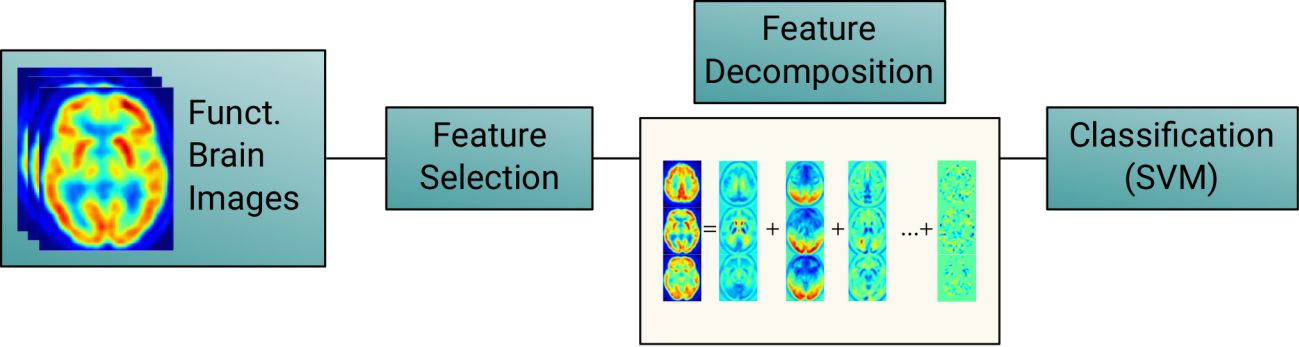 Funct.
Brain
Images
Feature
Selection
Feature
Decomposition
= + + ...+
Classification
(SVM)